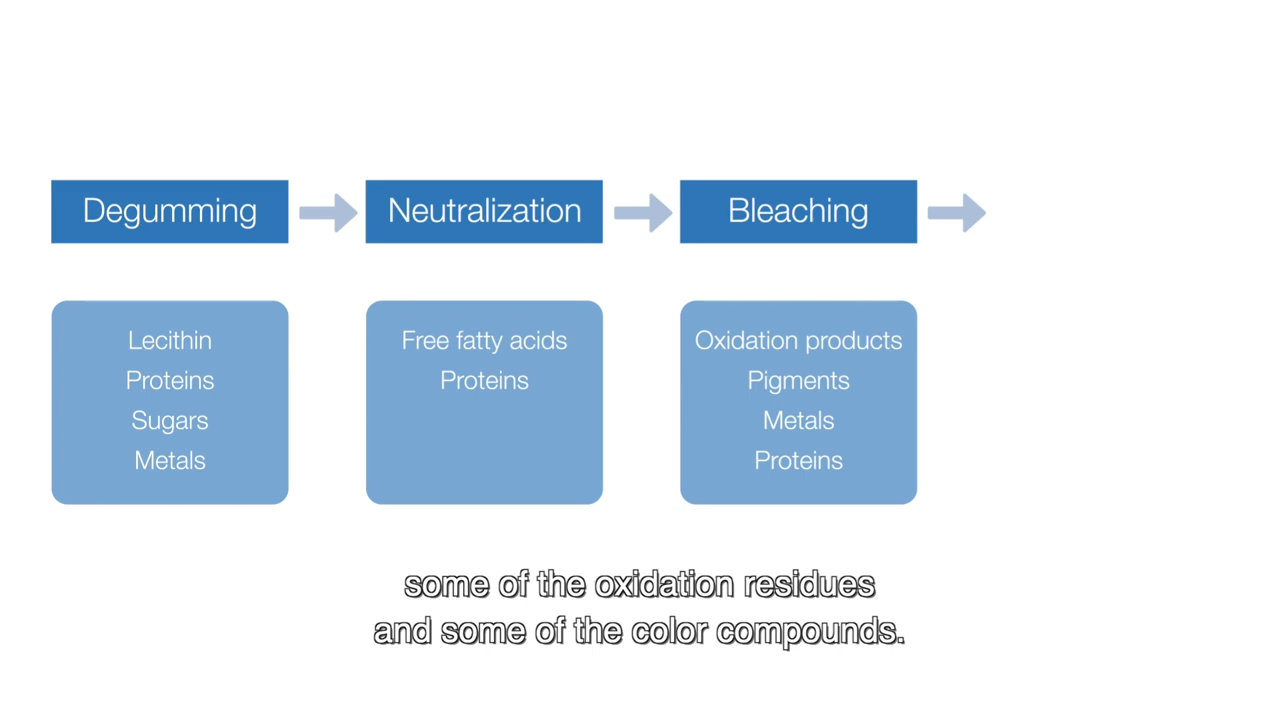 Degumming
Neutralization
Bleaching
Lecithin
Proteins
Sugars
Metals
Free fatty acids
Proteins
Oxidation products
Pigments
Metals
Proteins
some of the oxidation residues
and some of the color compounds.